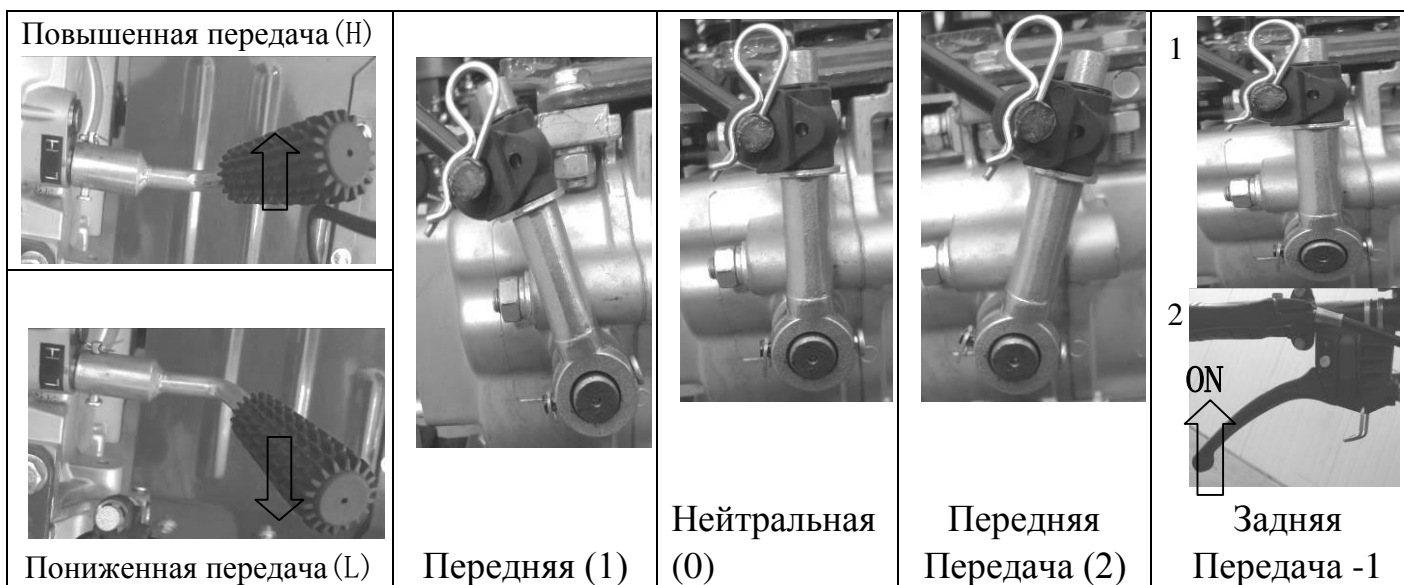 Повышенная передача(H)
H
L
H
L
Пониженная передача(L)
Передняя (1)
Нейтральная
(0)
Передняя
Передача (2)
1
2
ON
Задняя
Передача -1